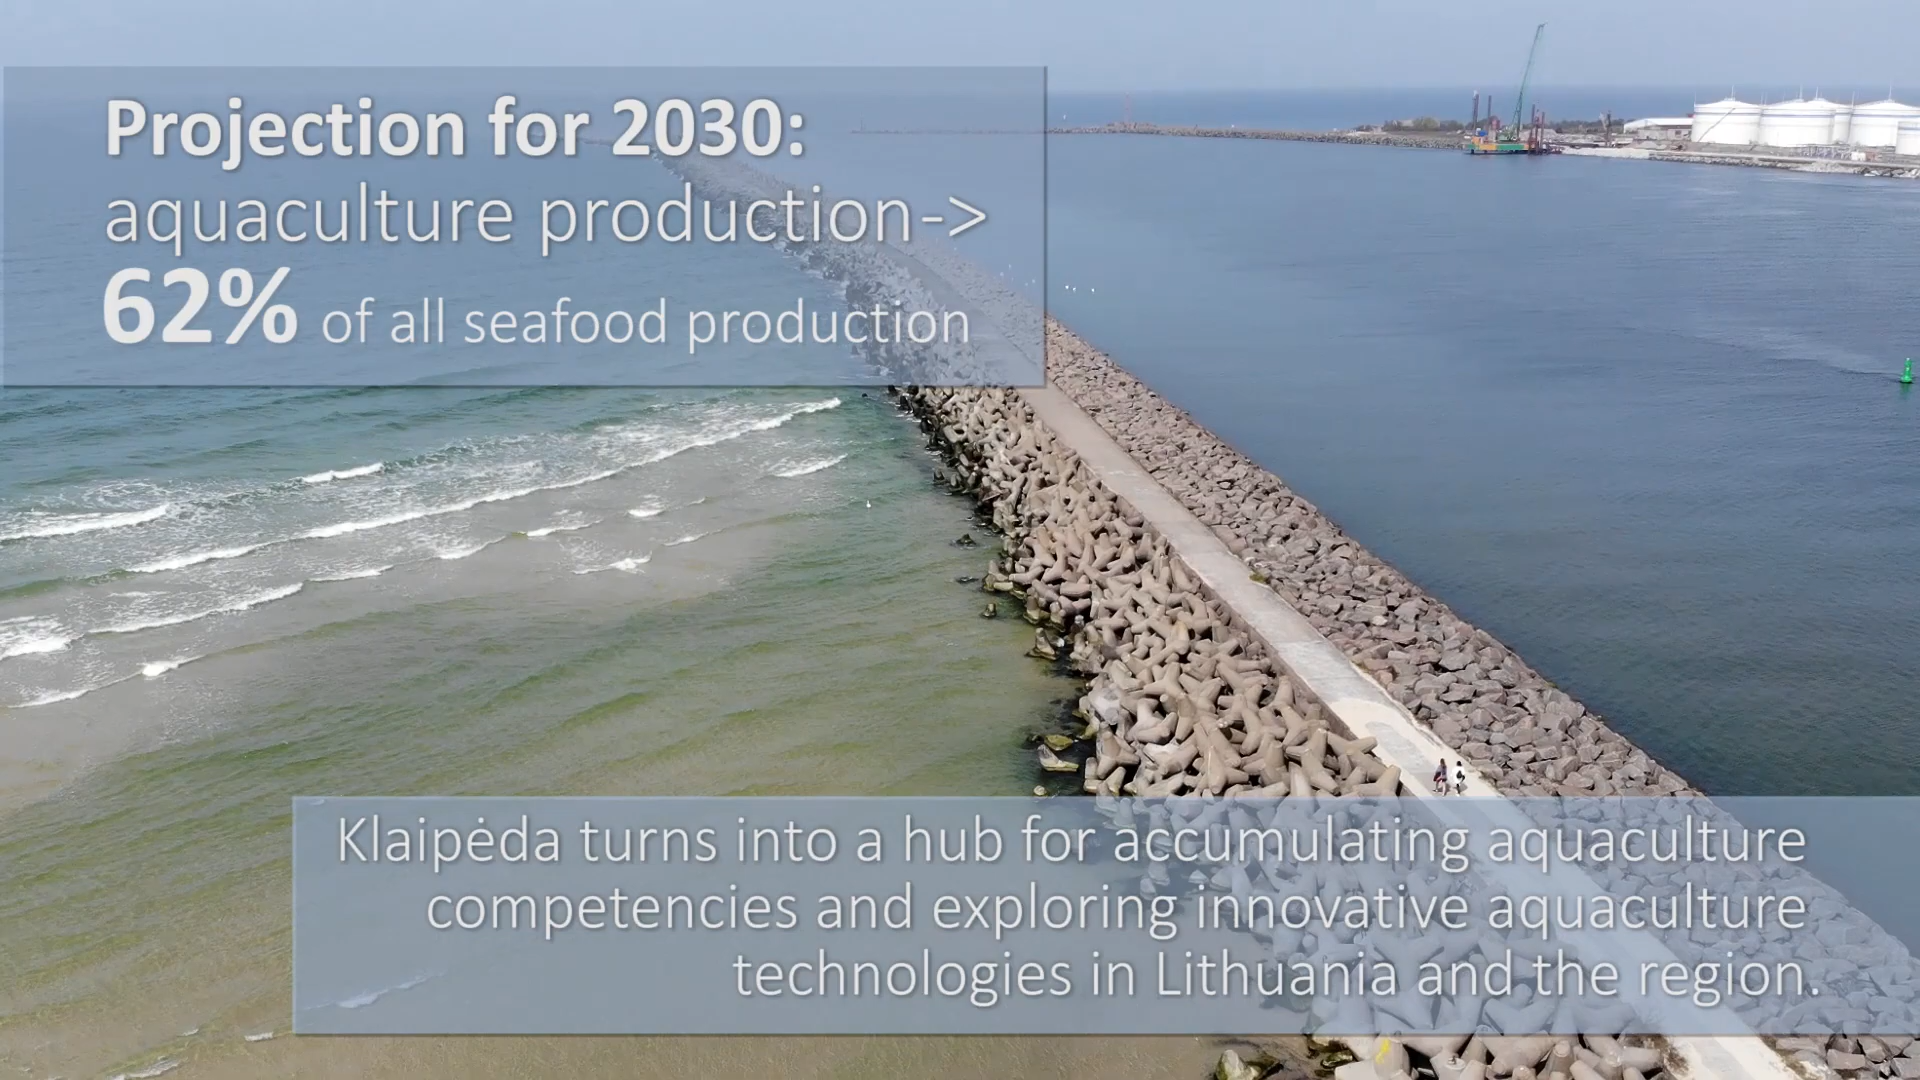 Projection for 2030:
aquaculture production->
62% of all seafood production
Klaipėda turns into a hub for accumulating aquaculture
competencies and exploring innovative aquaculture
technologies in Lithuania and the region.